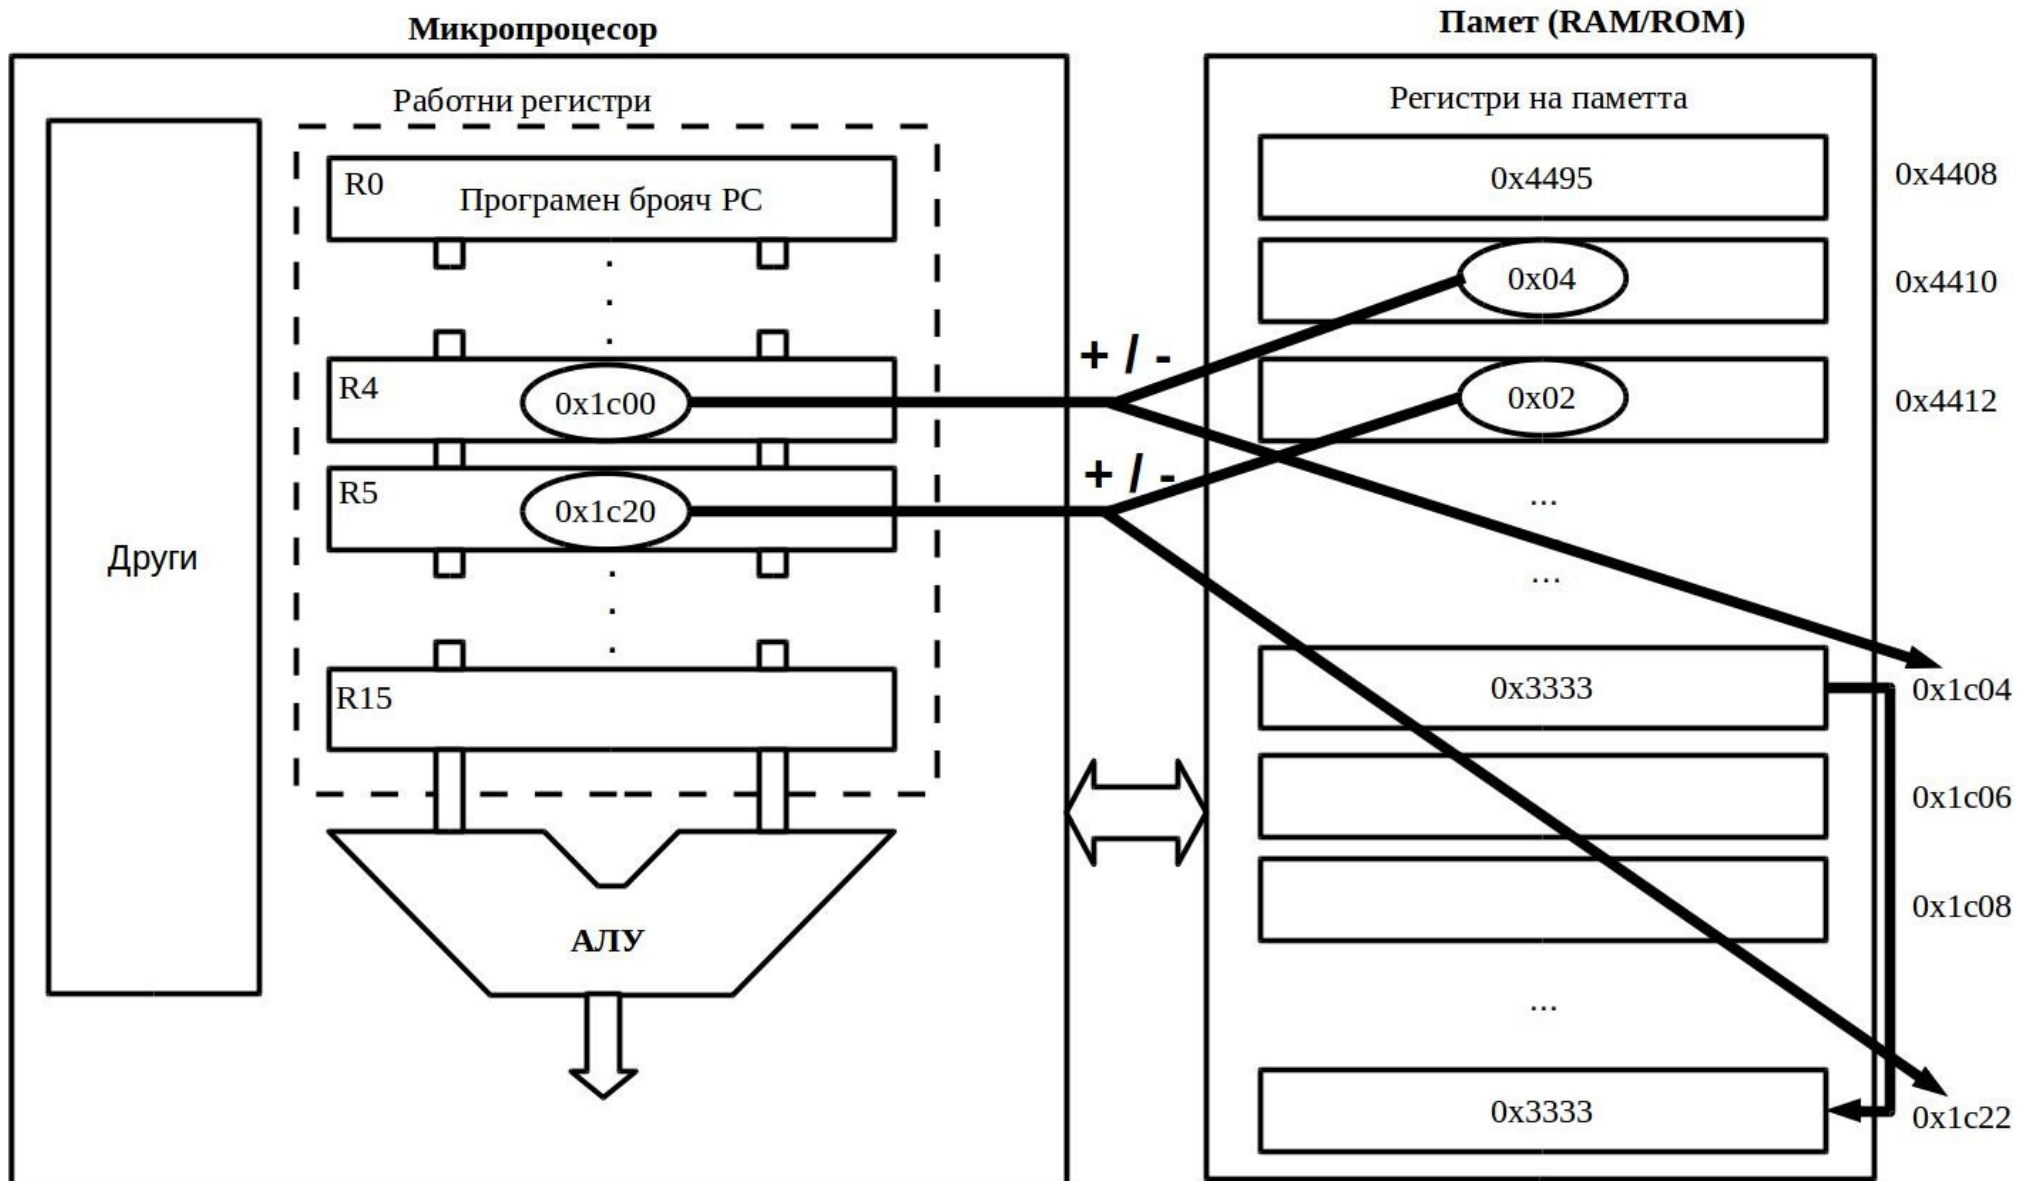 Микропроцесор
Работни регистри
Други
R0
Програмен брояч PC
.
.
.
R4
0x1c00
R5
0x1c20
.
.
.
R15
АЛУ
+ / -
+ / -
Памет (RAM/ROM)
Регистри на паметта
0x4495
0x4408
0x04
0x4410
0x02
0x4412
...
...
0x3333
0x1c04
0x1c06
0x1c08
...
0x3333
0x1c22